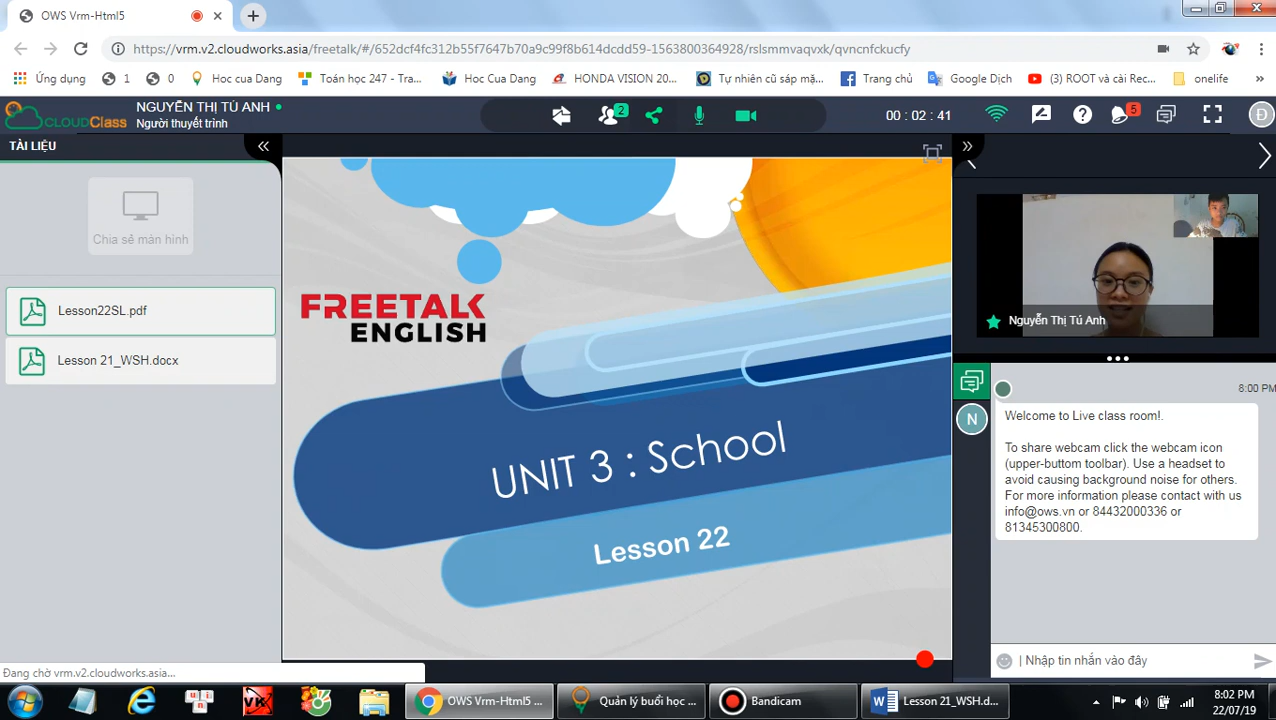 OWS Vrm-Html5
https://vrm.v2.cloudworks.asia/freetalk/#/652dcf4fc312b55f7647b70a9c99f8b614dcdd59-1563800364928/rslsmmvaqvxk/qvncnfckucfy
Ứng dụng
1
0
Hoc cua Dang
Toán học 247 - Tra...
Học Cua Dang
HONDA VISION 20...
Tự nhiên cũ sáp mặ...
Trang chủ
Google Dịch
(3) ROOT và cài Rec...
onelife
»
CLOUDClass
NGUYỄN THỊ TÚ ANH
Người thuyết trình
2
00 : 02 : 41
5
Đ
TÀI LIỆU
Chia sẻ màn hình
Lesson22SL.pdf
Lesson 21_WSH.docx
FREETALK
ENGLISH
UNIT 3 : School
Lesson 22
Nguyễn Thị Tú Anh
8:00 PM
N
Welcome to Live class room!.
To share webcam click the webcam icon
(upper-buttom toolbar). Use a headset to
avoid causing background noise for others.
For more information please contact with us
info@ows.vn or 84432000336 or
81345300800.
Nhập tin nhắn vào đây
Đang chờ vrm.v2.cloudworks.asia...
OWS Vrm-Html5 ...
Quản lý buổi học ...
Bandicam
Lesson 21_WSH.d...
8:02 PM
22/07/19